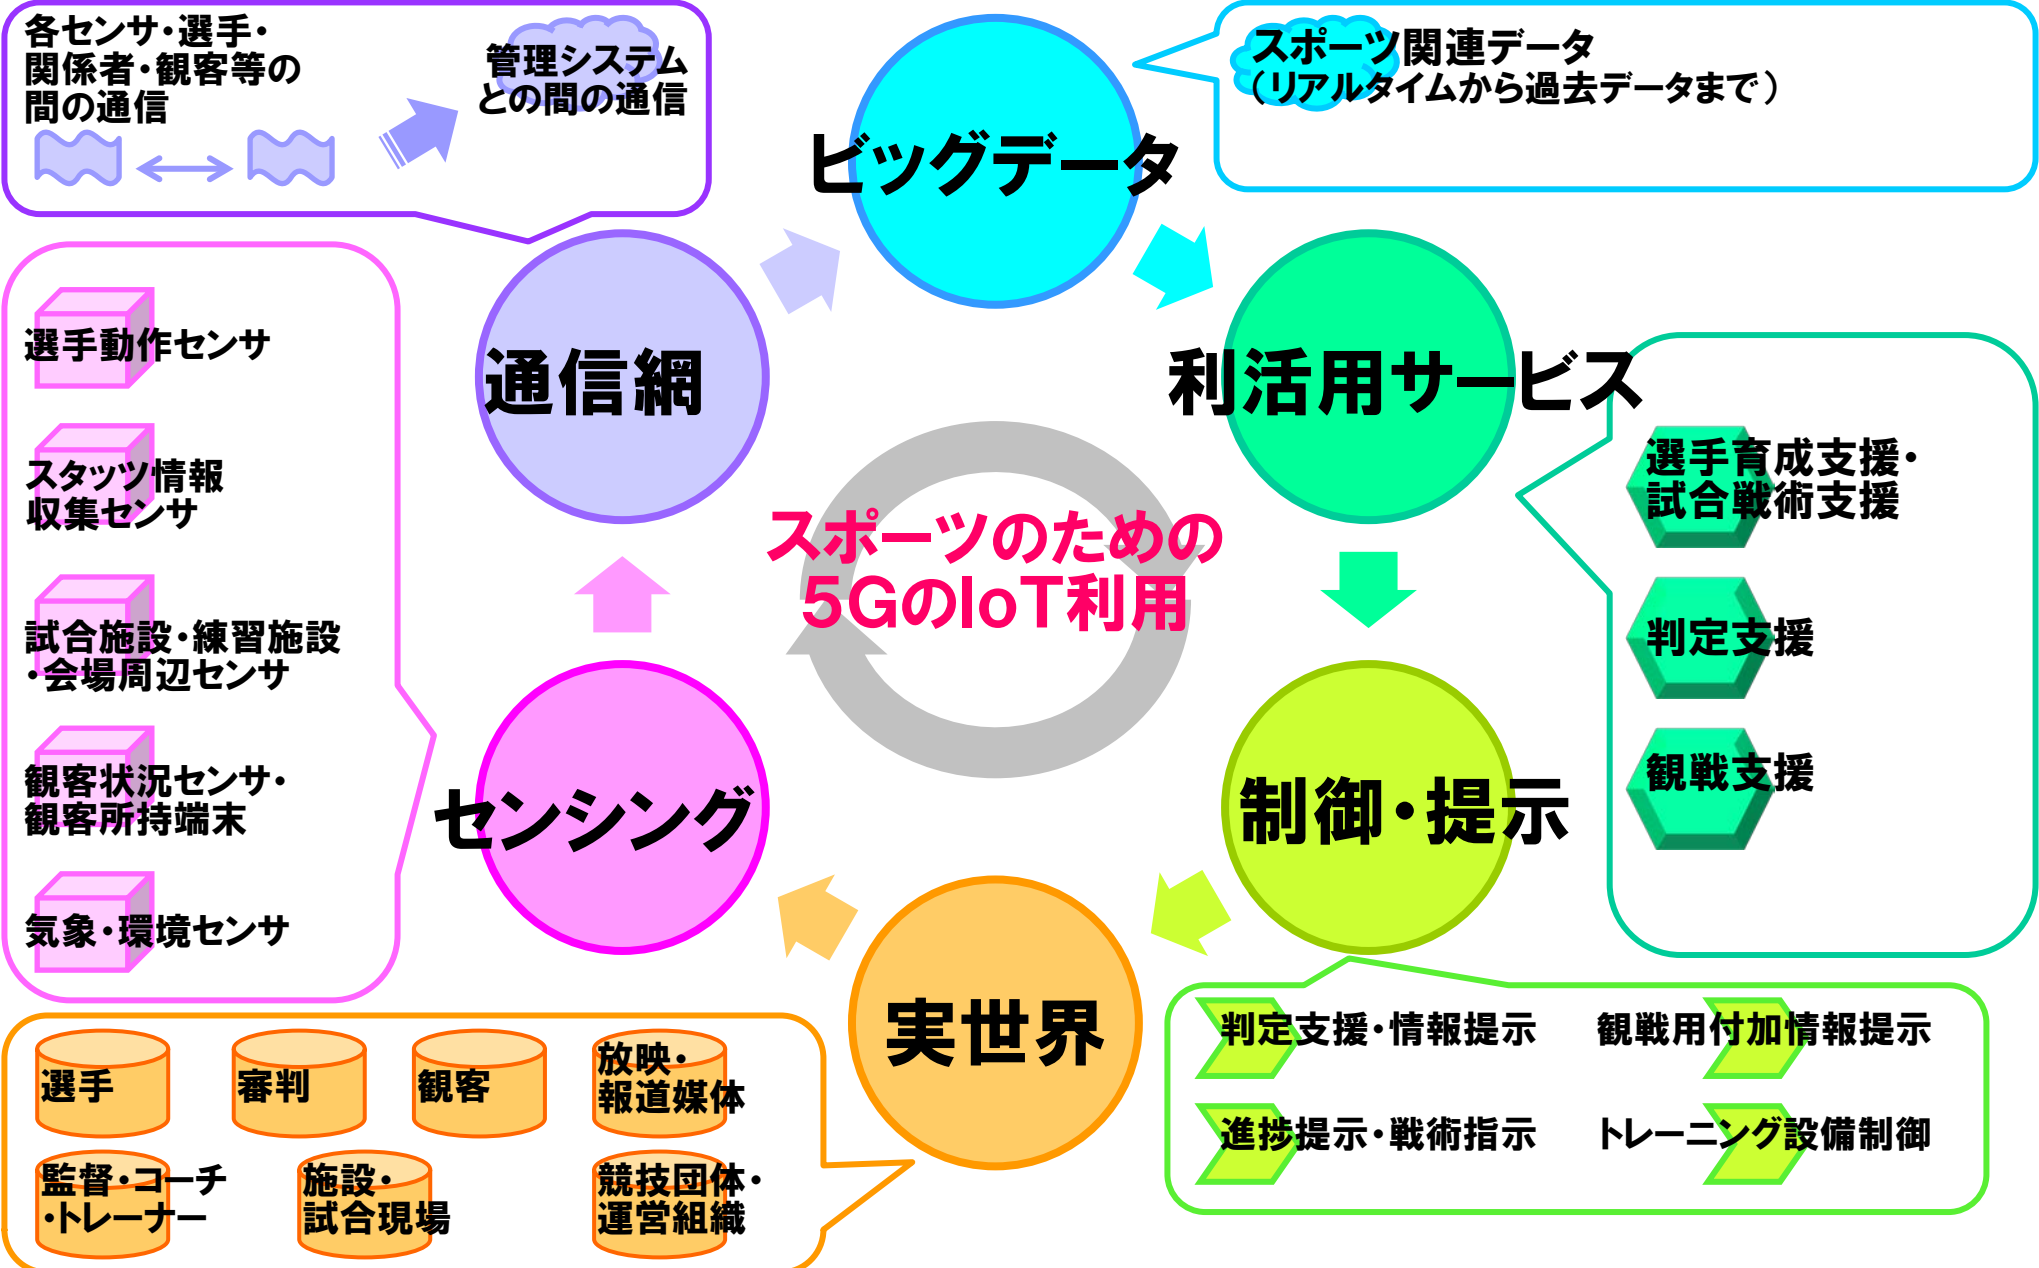 各センサ・選手・
関係者・観客等の
間の通信
管理システム
との間の通信
ビッグデータ
スポーツ関連データ
（リアルタイムから過去データまで）
通信網
利活用サービス
選手動作センサ
スタッツ情報
収集センサ
試合施設・練習施設
・会場周辺センサ
観客状況センサ・
観客所持端末
気象・環境センサ
スポーツのための
5GのIoT利用
選手育成支援・
試合戦術支援
判定支援
観戦支援
センシング
制御・提示
実世界
選手
審判
観客
放映・
報道媒体
監督・コーチ
・トレーナー
施設・
試合現場
競技団体・
運営組織
判定支援・情報提示
観戦用付加情報提示
進捗提示・戦術指示
トレーニング設備制御